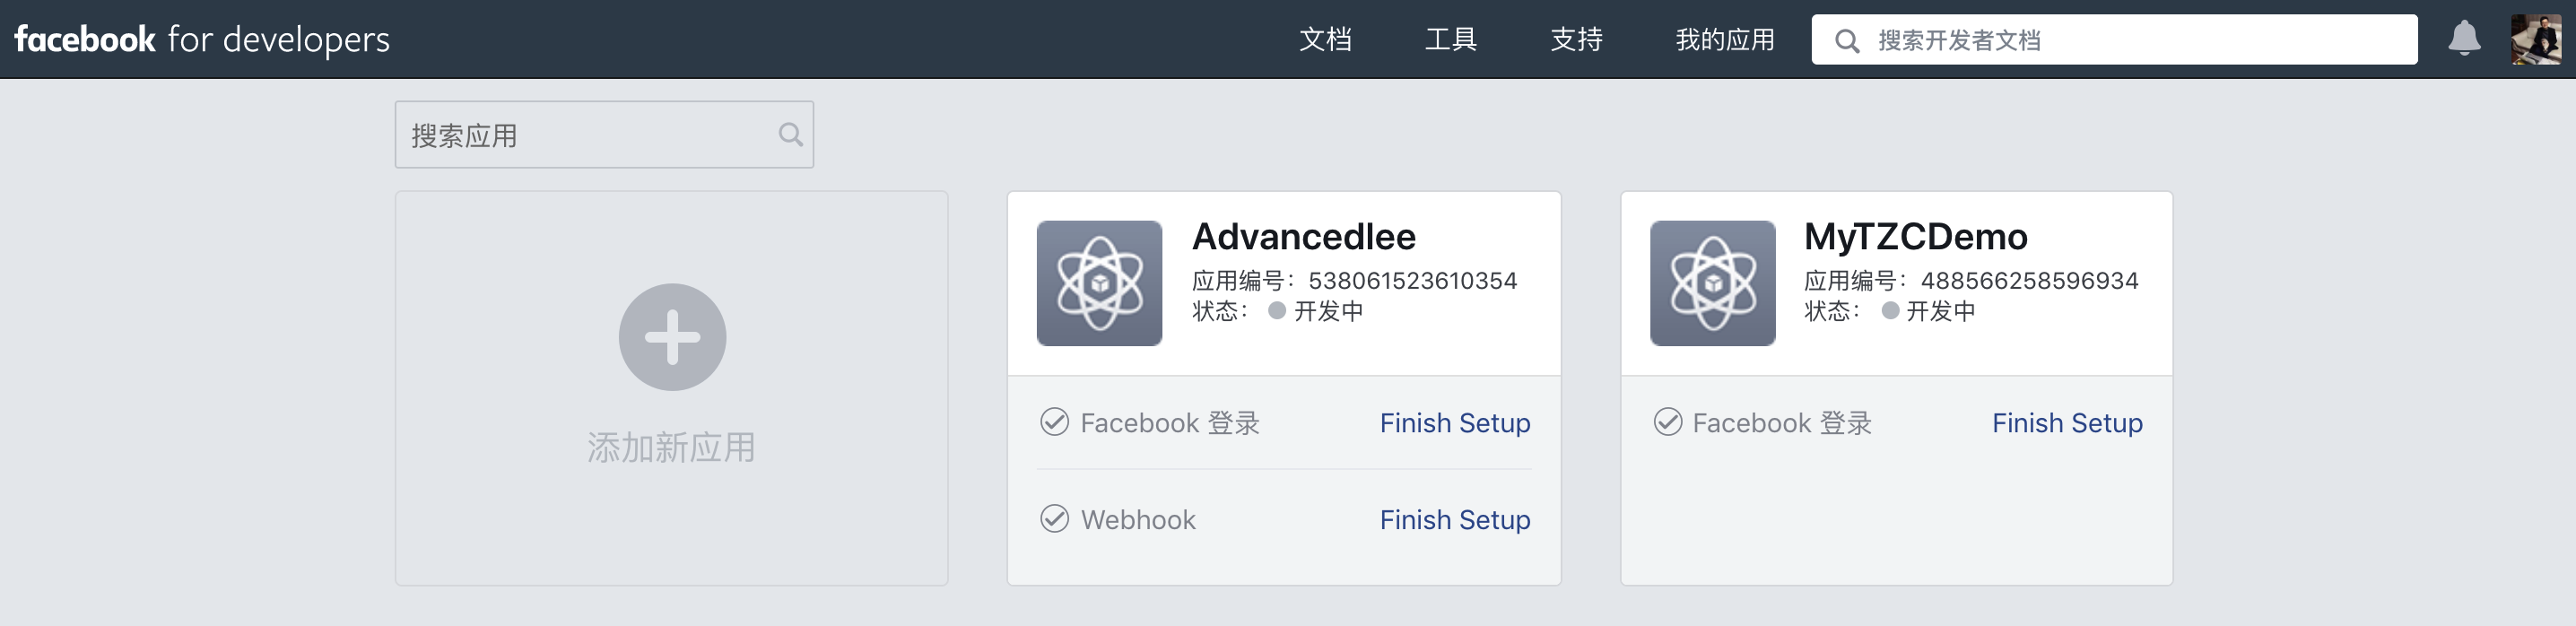 facebook for developers
文档
工具
支持
我的应用
搜索开发者文档
搜索应用
添加新应用
Advancedlee
应用编号：538061523610354
状态： 开发中
Facebook 登录
Finish Setup
Webhook
Finish Setup
MyTZCDemo
应用编号：488566258596934
状态： 开发中
Facebook 登录
Finish Setup